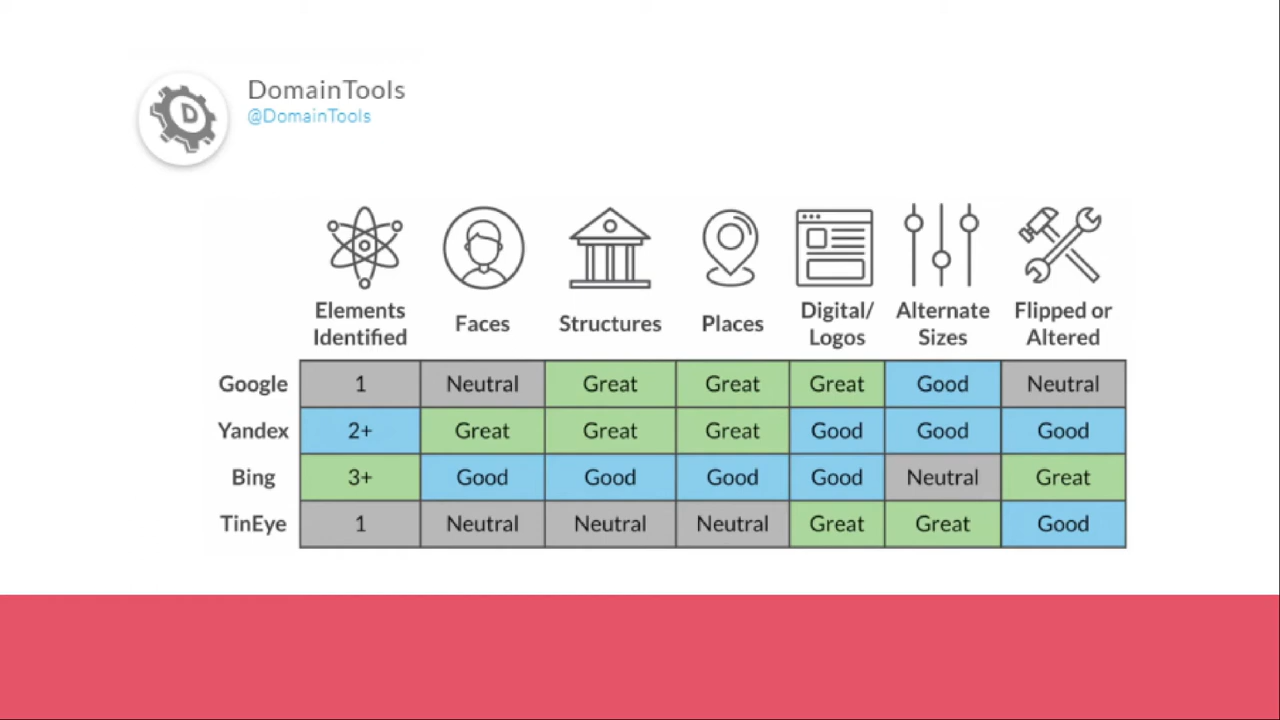 D
DomainTools
@DomainTools
Elements Identified Faces Structures Places Digital/ Logos Alternate Sizes Flipped or Altered
Google 1 Neutral Great Great Great Good Neutral
Yandex 2+ Great Great Great Good Good Good
Bing 3+ Good Good Good Good Neutral Great
TinEye 1 Neutral Neutral Neutral Great Great Good